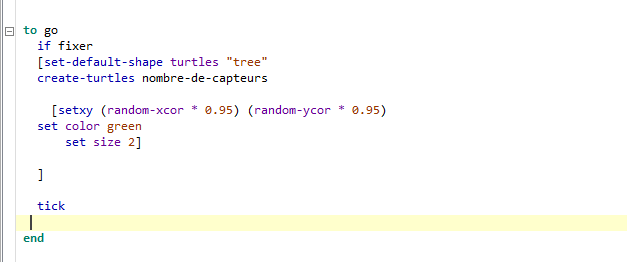 to go
if fixer
[set-default-shape turtles "tree"
create-turtles nombre-de-capteurs
[setxy (random-xcor * 0.95) (random-ycor * 0.95)
set color green
set size 2]
]
tick
end